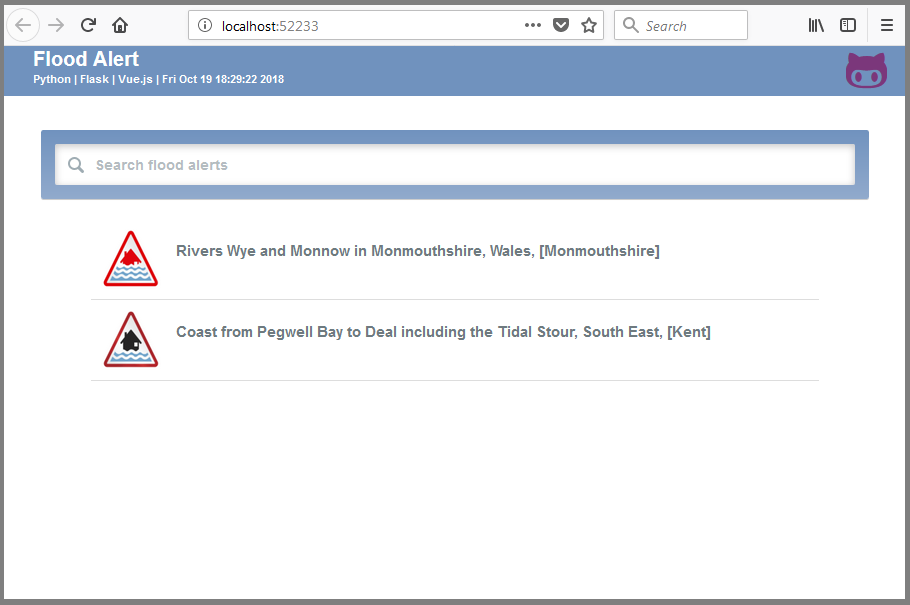 localhost:52233
Search
Flood Alert
Python | Flask | Vue.js | Fri Oct 19 18:29:22 2018
Search flood alerts
Rivers Wye and Monnow in Monmouthshire, Wales, [Monmouthshire]
Coast from Pegwell Bay to Deal including the Tidal Stour, South East, [Kent]